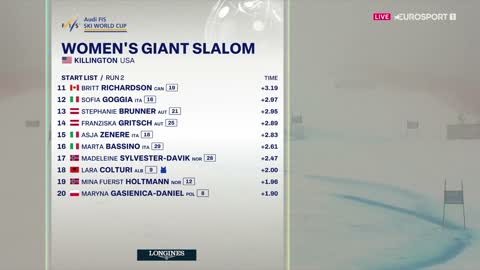 LIVE EUROSPORT 1
Audi FIS
SKI WORLD CUP
F/I/S
WOMEN'S GIANT SLALOM
KILLINGTON USA
START LIST / RUN 2 TIME
11 BRITT RICHARDSON CAN 19 +3.19
12 SOFIA GOGGIA ITA 16 +2.97
13 STEPHANIE BRUNNER AUT 21 +2.95
14 FRANZISKA GRITSCH AUT 25 +2.89
15 ASJA ZENERE ITA 18 +2.83
16 MARTA BASSINO ITA 29 +2.61
17 MADELEINE SYLVESTER-DAVIK NOR 28 +2.47
18 LARA COLTURI ALB 9 +2.00
19 MINA FUERST HOLTMANN NOR 12 +1.96
20 MARYNA GASIENICA-DANIEL POL 8 +1.90
LONGINES